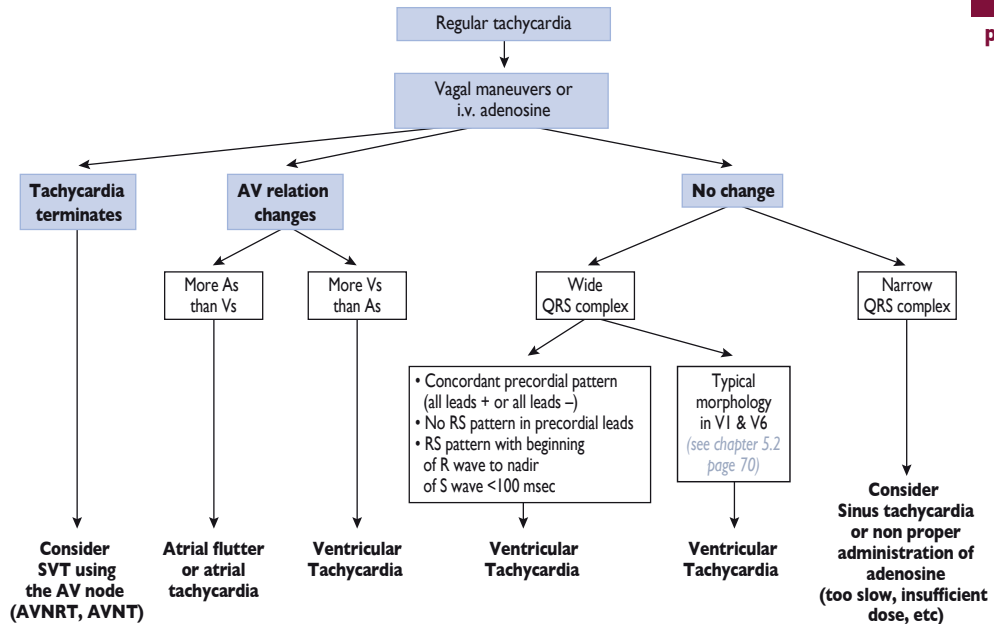 p
Regular tachycardia
Vagal maneuvers or
i.v. adenosine
Tachycardia
terminates
AV relation
changes
No change
More As
than Vs
More Vs
than As
Wide
QRS complex
Narrow
QRS complex
• Concordant precordial pattern
(all leads + or all leads –)
• No RS pattern in precordial leads
• RS pattern with beginning
of R wave to nadir
of S wave <100 msec
Typical
morphology
in V1 & V6
(see chapter 5.2
page 70)
Consider
SVT using
the AV node
(AVNRT, AVNT)
Atrial flutter
or atrial
tachycardia
Ventricular
Tachycardia
Ventricular
Tachycardia
Ventricular
Tachycardia
Consider
Sinus tachycardia
or non proper
administration of
adenosine
(too slow, insufficient
dose, etc)